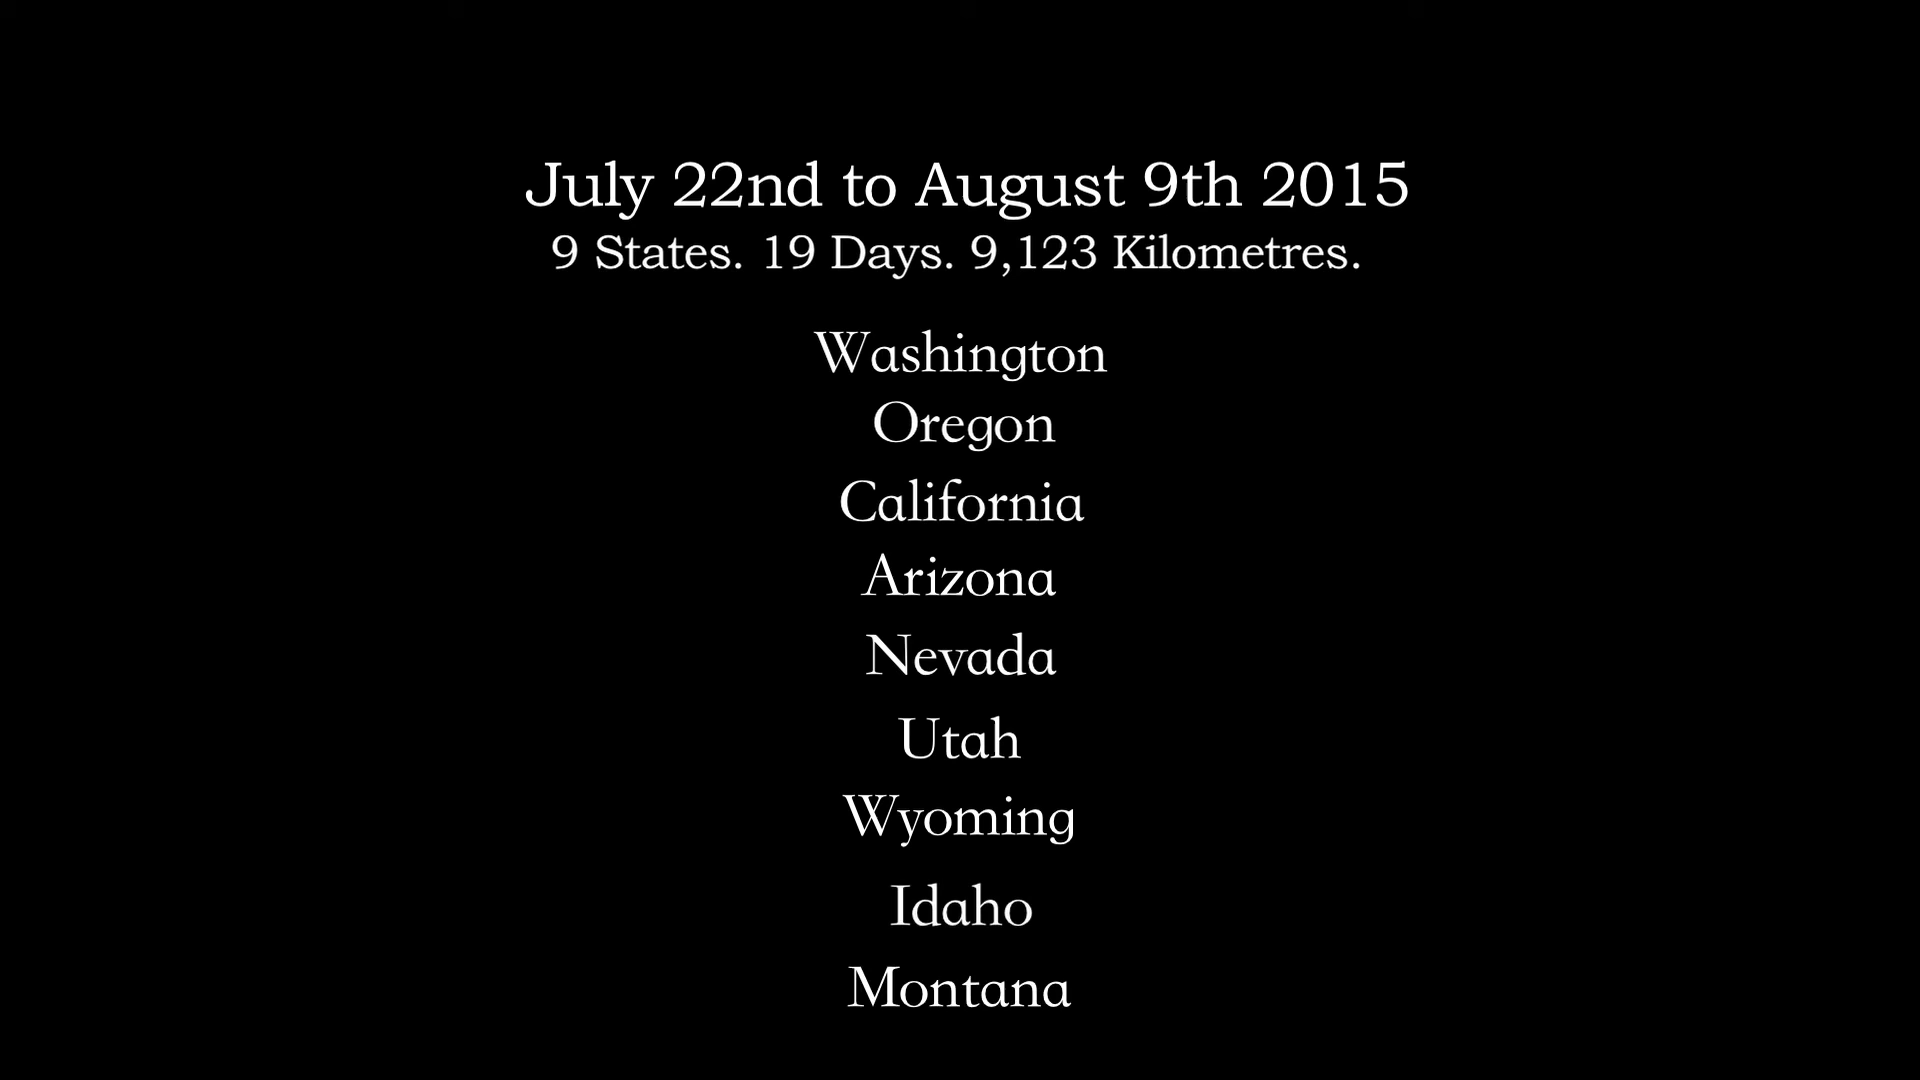 July 22nd to August 9th 2015
9 States. 19 Days. 9,123 Kilometres.
Washington
Oregon
California
Arizona
Nevada
Utah
Wyoming
Idaho
Montana